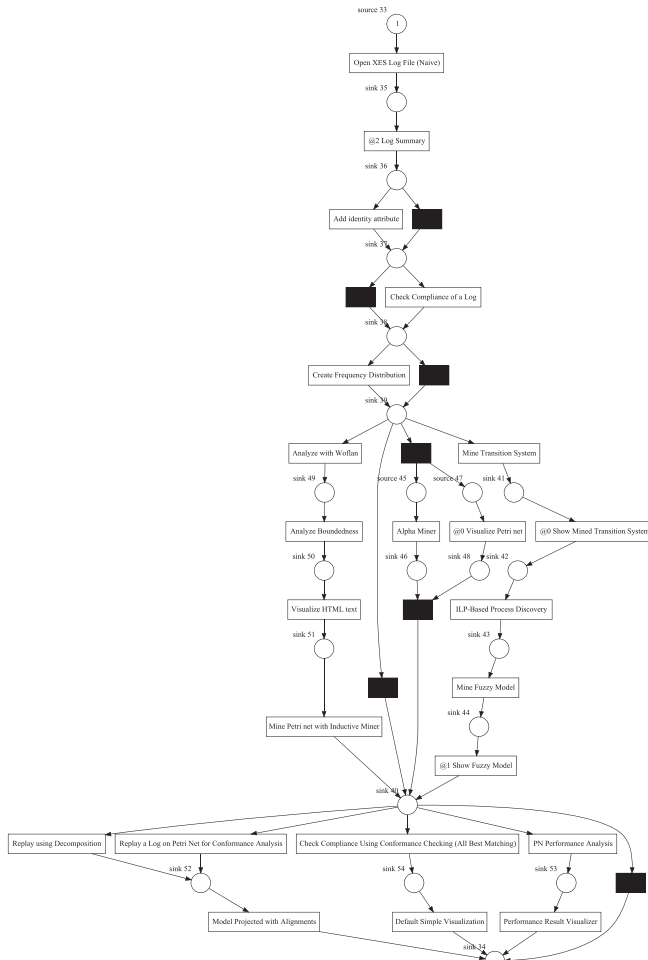 source 33
1
Open XES Log File (Naive)
sink 35
@2 Log Summary
sink 36
Add identity attribute
sink 37
Check Compliance of a Log
sink 38
Create Frequency Distribution
sink 39
Analyze with Woflan
Mine Transition System
sink 49
source 45
source 47
sink 41
Analyze Boundedness
Alpha Miner
@0 Visualize Petri net
@0 Show Mined Transition System
sink 50
sink 46
sink 48
sink 42
Visualize HTML text
ILP-Based Process Discovery
sink 51
sink 43
Mine Fuzzy Model
sink 44
Mine Petri net with Inductive Miner
@1 Show Fuzzy Model
sink 40
Replay using Decomposition
Replay a Log on Petri Net for Conformance Analysis
Check Compliance Using Conformance Checking (All Best Matching)
PN Performance Analysis
sink 52
sink 54
sink 53
Model Projected with Alignments
Default Simple Visualization
Performance Result Visualizer
sink 34